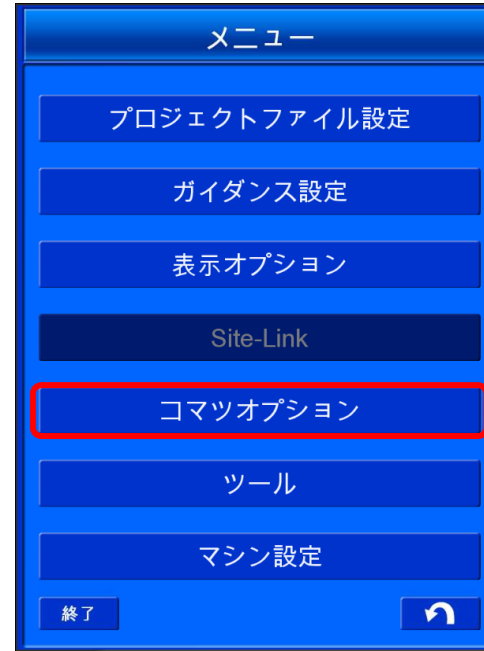 メニュー
プロジェクトファイル設定
ガイダンス設定
表示オプション
Site-Link
コマツオプション
ツール
マシン設定
終了